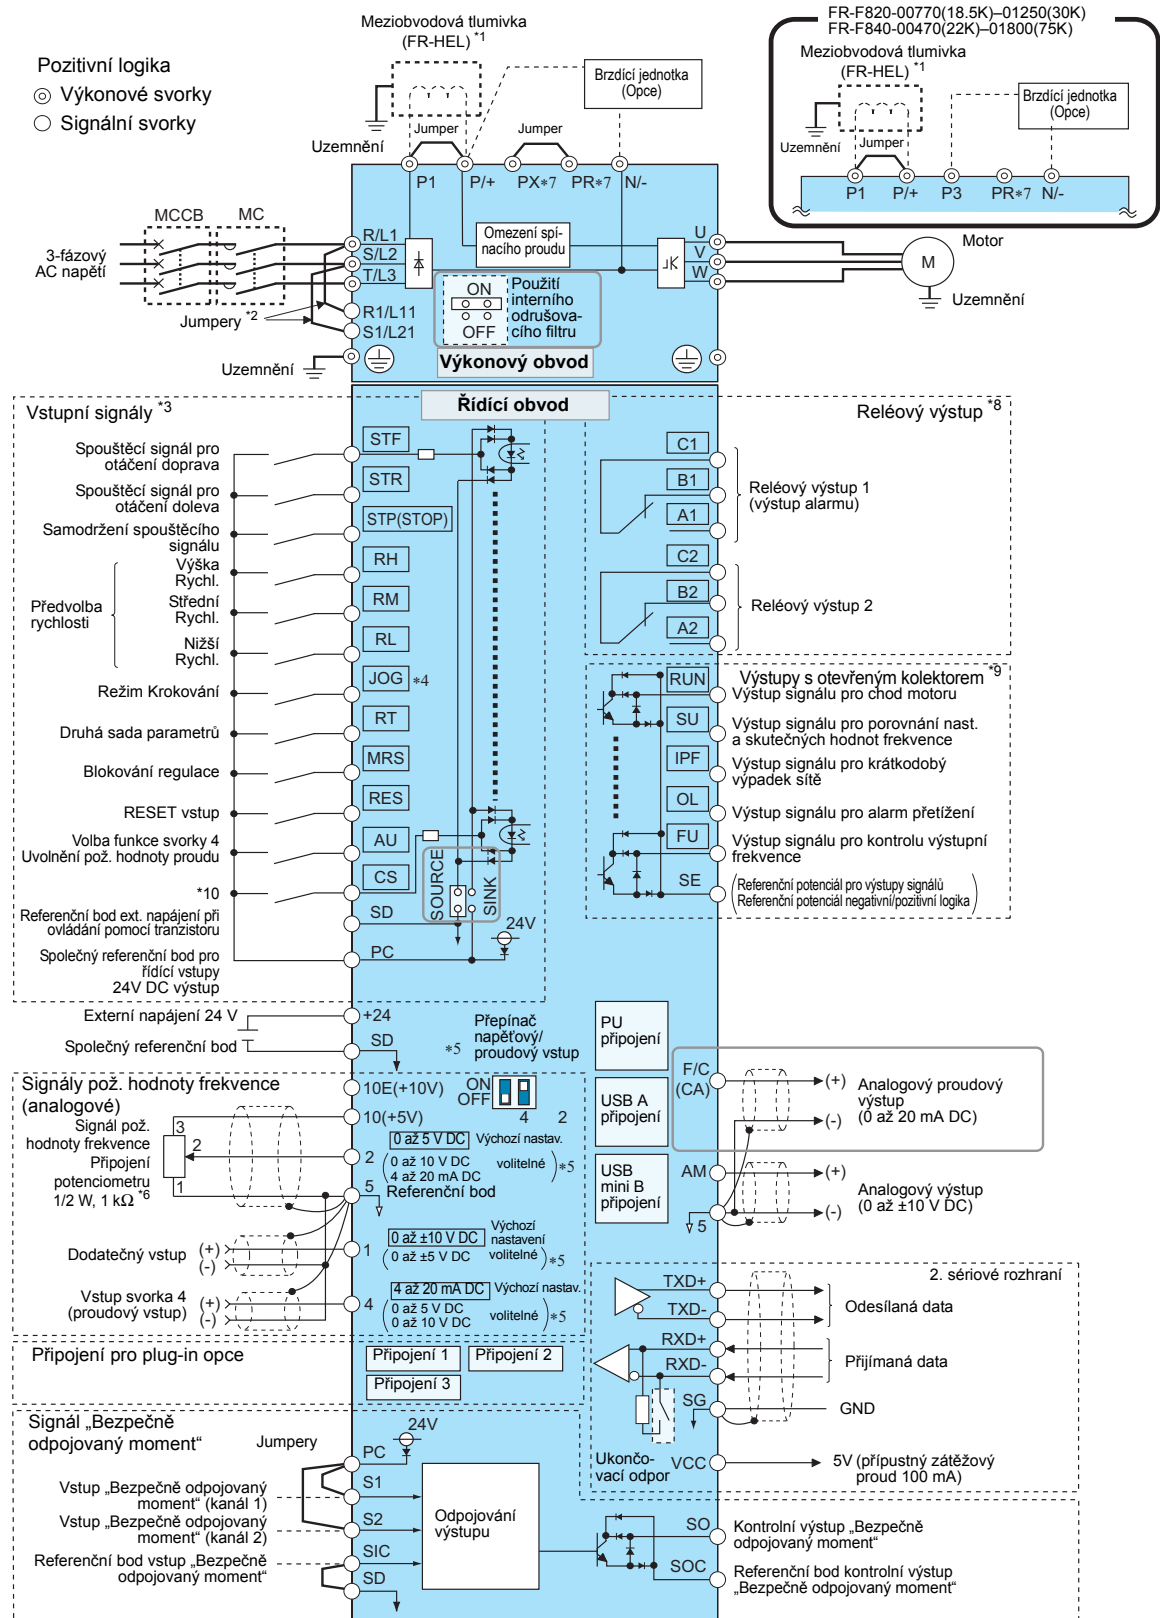 Meziobvodová tlumivka
(FR-HEL) *1
FR-F820-00770(18.5K)–01250(30K)
FR-F840-00470(22K)–01800(75K)
Meziobvodová tlumivka
(FR-HEL) *1
Brzdící jednotka
(Opce)
Uzemnění
Jumper
P1
P/+
P3
PR*7
N/-
Pozitivní logika
Výkonové svorky
Signální svorky
Brzdící jednotka
(Opce)
Jumper
Jumper
Uzemnění
P1
P/+
PX*7
PR*7
N/-
MCCB
MC
3-fázový
AC napětí
R/L1
S/L2
T/L3
R1/L11
S1/L21
Jumpery *2
Omezení spí-
nacího proudu
ON
OFF
Použití
interního
odrušova-
cího filtru
U
V
W
Motor
M
Uzemnění
Uzemnění
Výkonový obvod
Řídící obvod
Vstupní signály *3
Spouštěcí signál pro
otáčení doprava
STF
Spouštěcí signál pro
otáčení doleva
STR
Samodržení spouštěcího
signálu
STP(STOP)
Předvolba
rychlosti
Výška
Rychl.
RH
Střední
Rychl.
RM
Nižší
Rychl.
RL
Režim Krokování
JOG *4
Druhá sada parametrů
RT
Blokování regulace
MRS
RESET vstup
RES
Volba funkce svorky 4
Uvolnění pož. hodnoty proudu
AU
*10
CS
Referenční bod ext. napájení při
ovládání pomocí tranzistoru
SD
Společný referenční bod pro
řídící vstupy
24V DC výstup
PC
SOURCE
SINK
24V
Reléový výstup *8
C1
B1
A1
Reléový výstup 1
(výstup alarmu)
C2
B2
A2
Reléový výstup 2
Výstupy s otevřeným kolektorem *9
RUN
Výstup signálu pro chod motoru
SU
Výstup signálu pro porovnání nast.
a skutečných hodnot frekvence
IPF
Výstup signálu pro krátkodobý
výpadek sítě
OL
Výstup signálu pro alarm přetížení
FU
Výstup signálu pro kontrolu výstupní
frekvence
SE
(Referenční potenciál pro výstupy signálů
Referenční potenciál negativní/pozitivní logika)
Externí napájení 24 V
+24
Společný referenční bod
SD
*5
Přepínač
napěťový/
proudový vstup
ON
OFF
4
2
PU
připojení
USB A
připojení
USB
mini B
připojení
Signály pož. hodnoty frekvence
(analogové)
Signál pož.
hodnoty frekvence
Připojení
potenciometru
1/2 W, 1 kΩ *6
3
2
1
10E(+10V)
10(+5V)
2
0 až 5 V DC
Výchozí nastav.
(0 až 10 V DC
4 až 20 mA DC
volitelné)*5
5
Referenční bod
Dodatečný vstup
(+)
(-)
1
0 až ±10 V DC
Výchozí
nastavení
(0 až ±5 V DC
volitelné)*5
Vstup svorka 4
(proudový vstup)
(+)
(-)
4
4 až 20 mA DC
Výchozí nastav.
(0 až 5 V DC
0 až 10 V DC
volitelné)*5
F/C
(CA)
(+)
(-)
Analogový proudový
výstup
(0 až 20 mA DC)
AM
5
(+)
(-)
Analogový výstup
(0 až ±10 V DC)
Připojení pro plug-in opce
Připojení 1
Připojení 2
Připojení 3
2. sériové rozhraní
TXD+
TXD-
Odesílaná data
RXD+
RXD-
Přijímaná data
SG
GND
Ukončo-
vací odpor
VCC
5V (přípustný zátěžový
proud 100 mA)
Signál „Bezpečně
odpojovaný moment“
Jumpery
24V
PC
Vstup „Bezpečně odpojovaný
moment“ (kanál 1)
S1
Vstup „Bezpečně odpojovaný
moment“ (kanál 2)
S2
Referenční bod vstup „Bezpečně
odpojovaný moment“
SIC
SD
Odpojování
výstupu
SO
Kontrolní výstup „Bezpečně
odpojovaný moment“
SOC
Referenční bod kontrolní výstup
„Bezpečně odpojovaný moment“